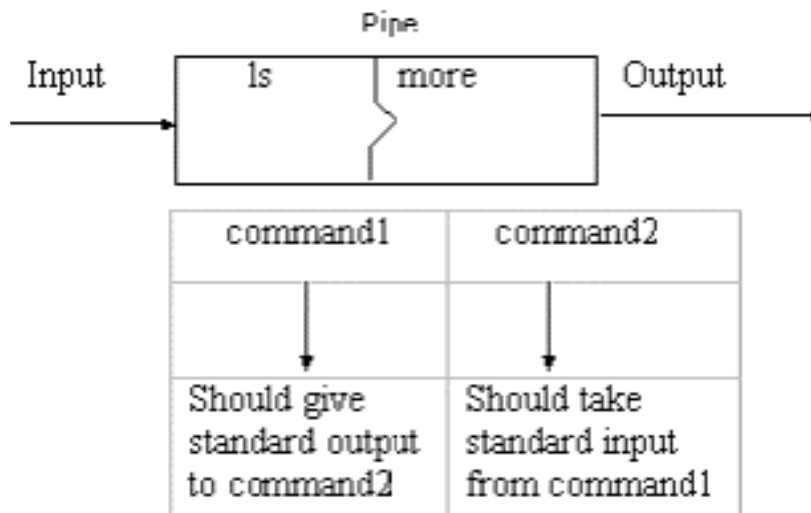 Pipe
Input ls more Output
command1 command2
Should give Should take
standard output standard input
to command2 from command1